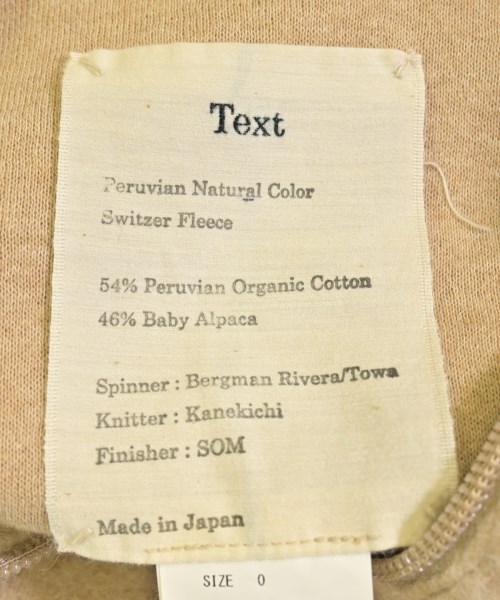 Text
Peruvian Natural Color
Switzer Fleece
54% Peruvian Organic Cotton
46% Baby Alpaca
Spinner : Bergman Rivera/Towa
Knitter : Kanekichi
Finisher : SOM
Made in Japan
SIZE 0